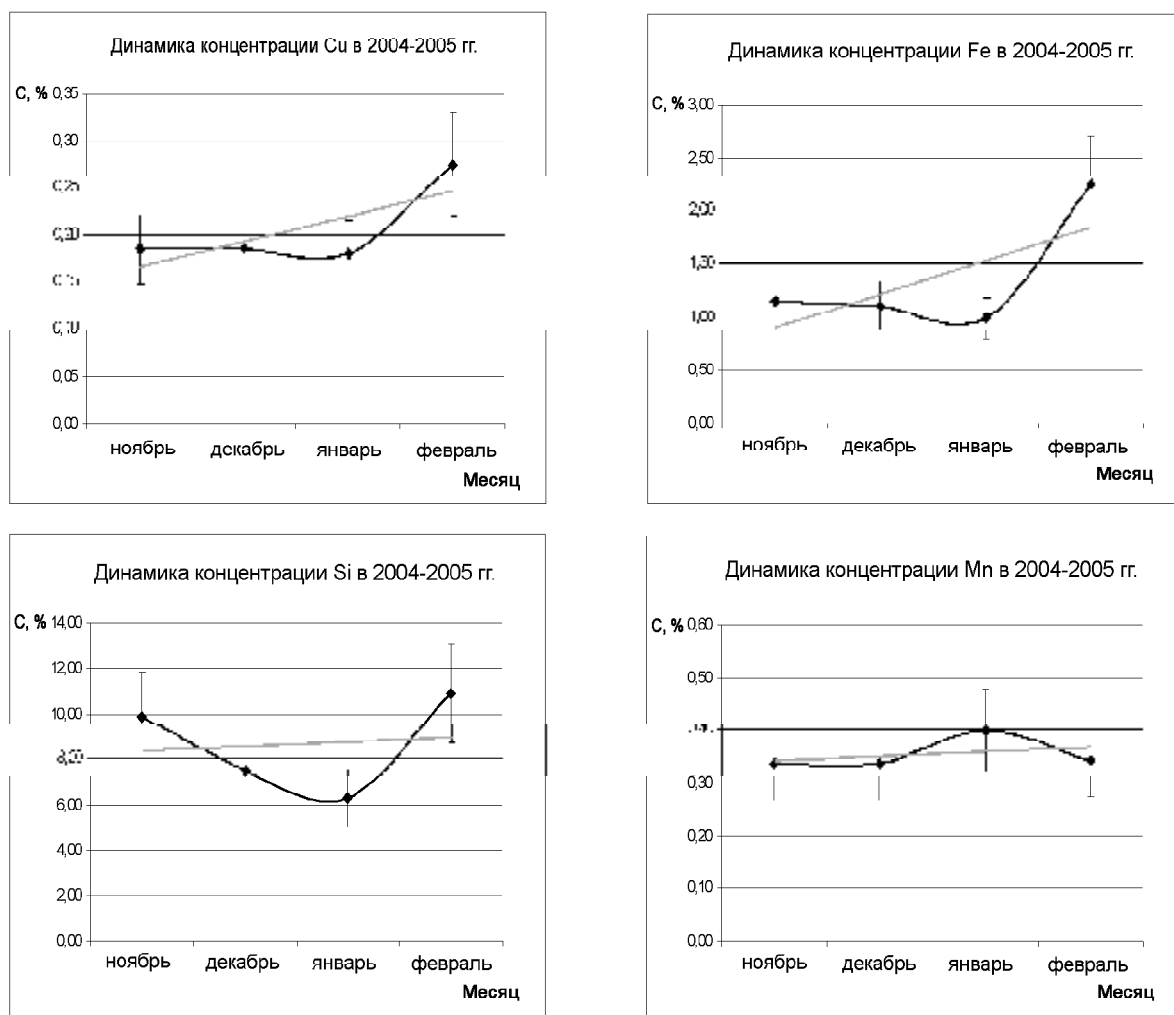 Динамика концентрации Cu в 2004-2005 гг.
С, %
0,35
0,30
0,25
0,05
0,00
ноябрь декабрь январь февраль
Месяц
Динамика концентрации Fe в 2004-2005 гг.
С, %
3,00
2,50
2,00
1,50
1,00
0,50
0,00
ноябрь декабрь январь февраль
Месяц
Динамика концентрации Si в 2004-2005 гг.
С, %
14,00
12,00
10,00
8,00
6,00
4,00
2,00
0,00
ноябрь декабрь январь февраль
Месяц
Динамика концентрации Mn в 2004-2005 гг.
С, %
0,60
0,50
0,30
0,20
0,10
0,00
ноябрь декабрь январь февраль
Месяц